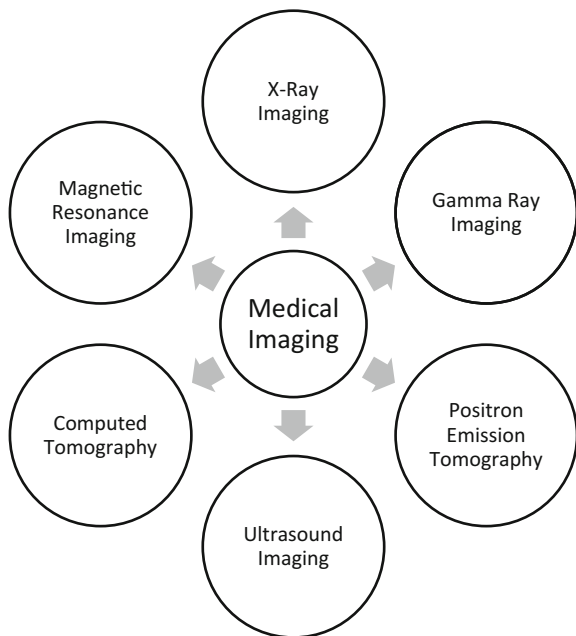 X-Ray
Imaging
Gamma Ray
Imaging
Positron
Emission
Tomography
Ultrasound
Imaging
Computed
Tomography
Magnetic
Resonance
Imaging
Medical
Imaging